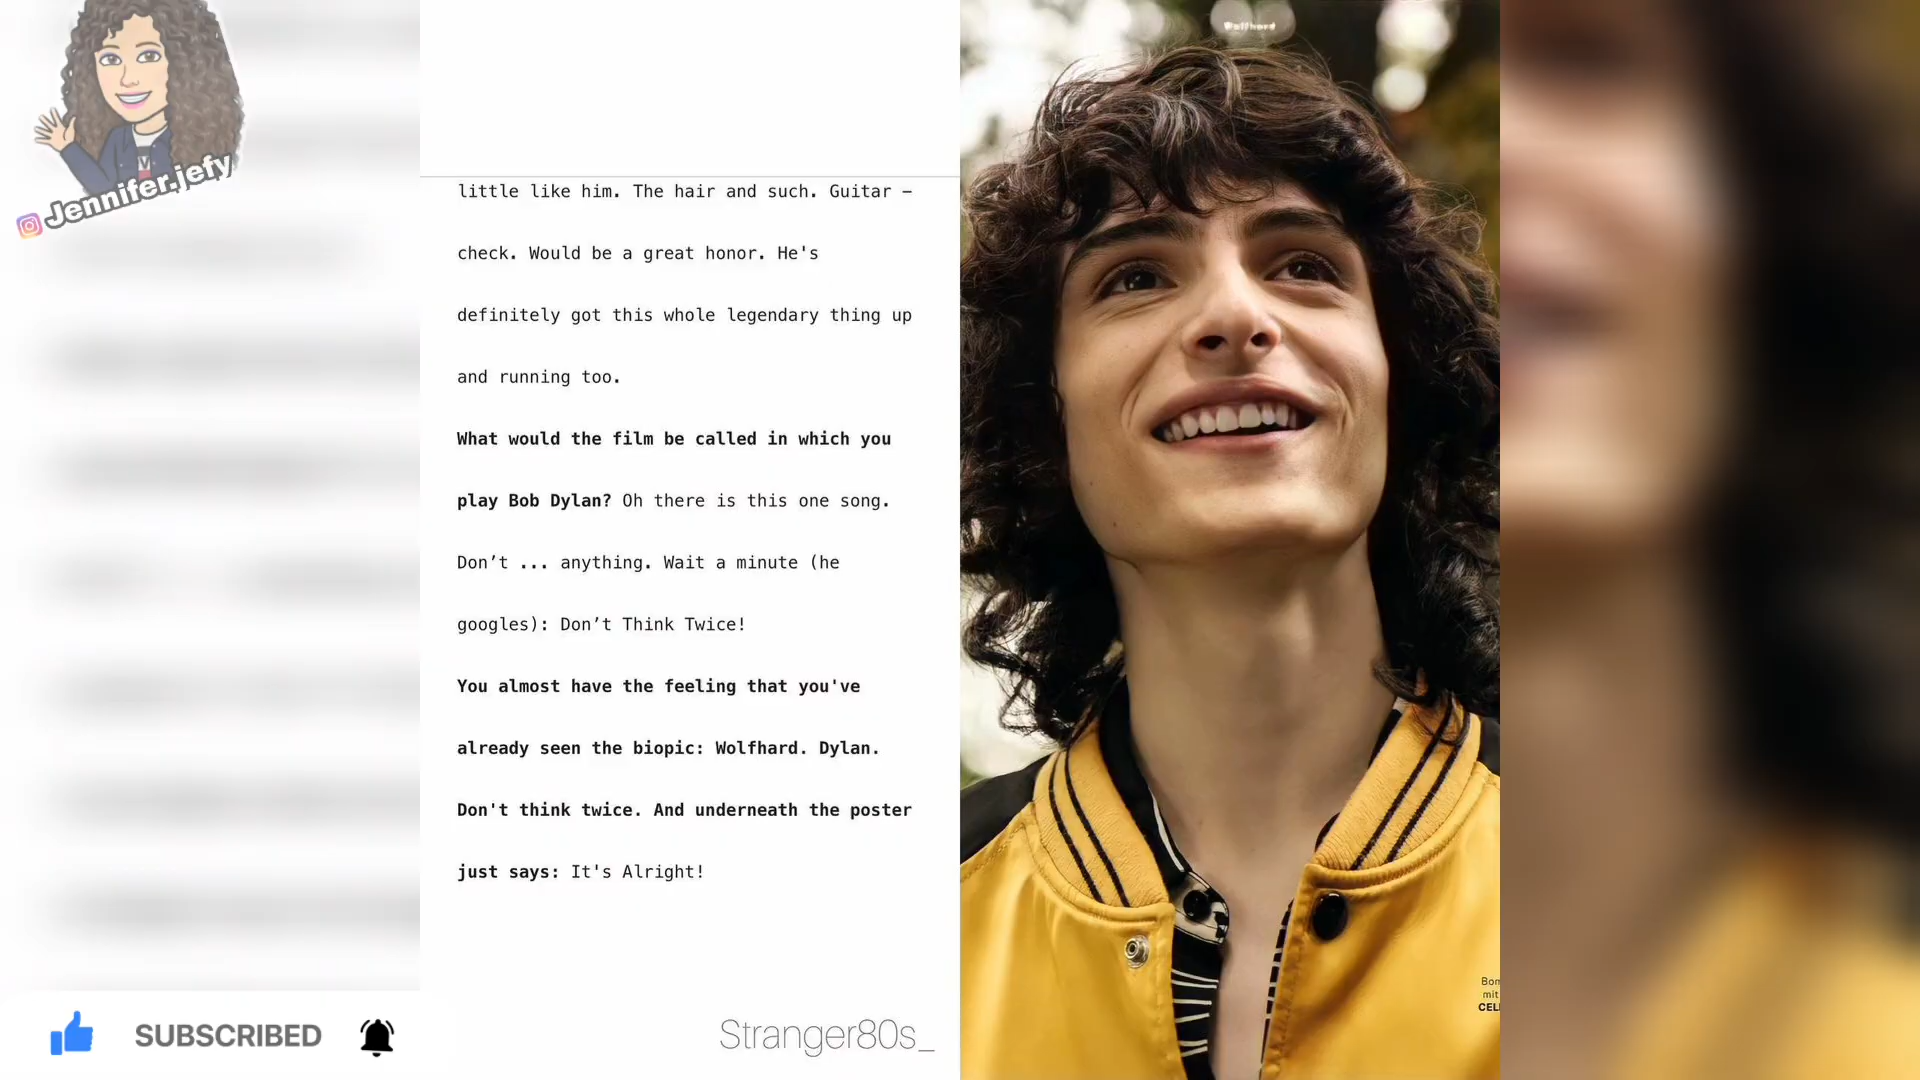 Jennifer.jefy
little like him. The hair and such. Guitar –
check. Would be a great honor. He's
definitely got this whole legendary thing up
and running too.
What would the film be called in which you
play Bob Dylan? Oh there is this one song.
Don’t ... anything. Wait a minute (he
googles): Don’t Think Twice!
You almost have the feeling that you've
already seen the biopic: Wolfhard. Dylan.
Don't think twice. And underneath the poster
just says: It's Alright!
SUBSCRIBED
Stranger80s_
Wolfhard
mit